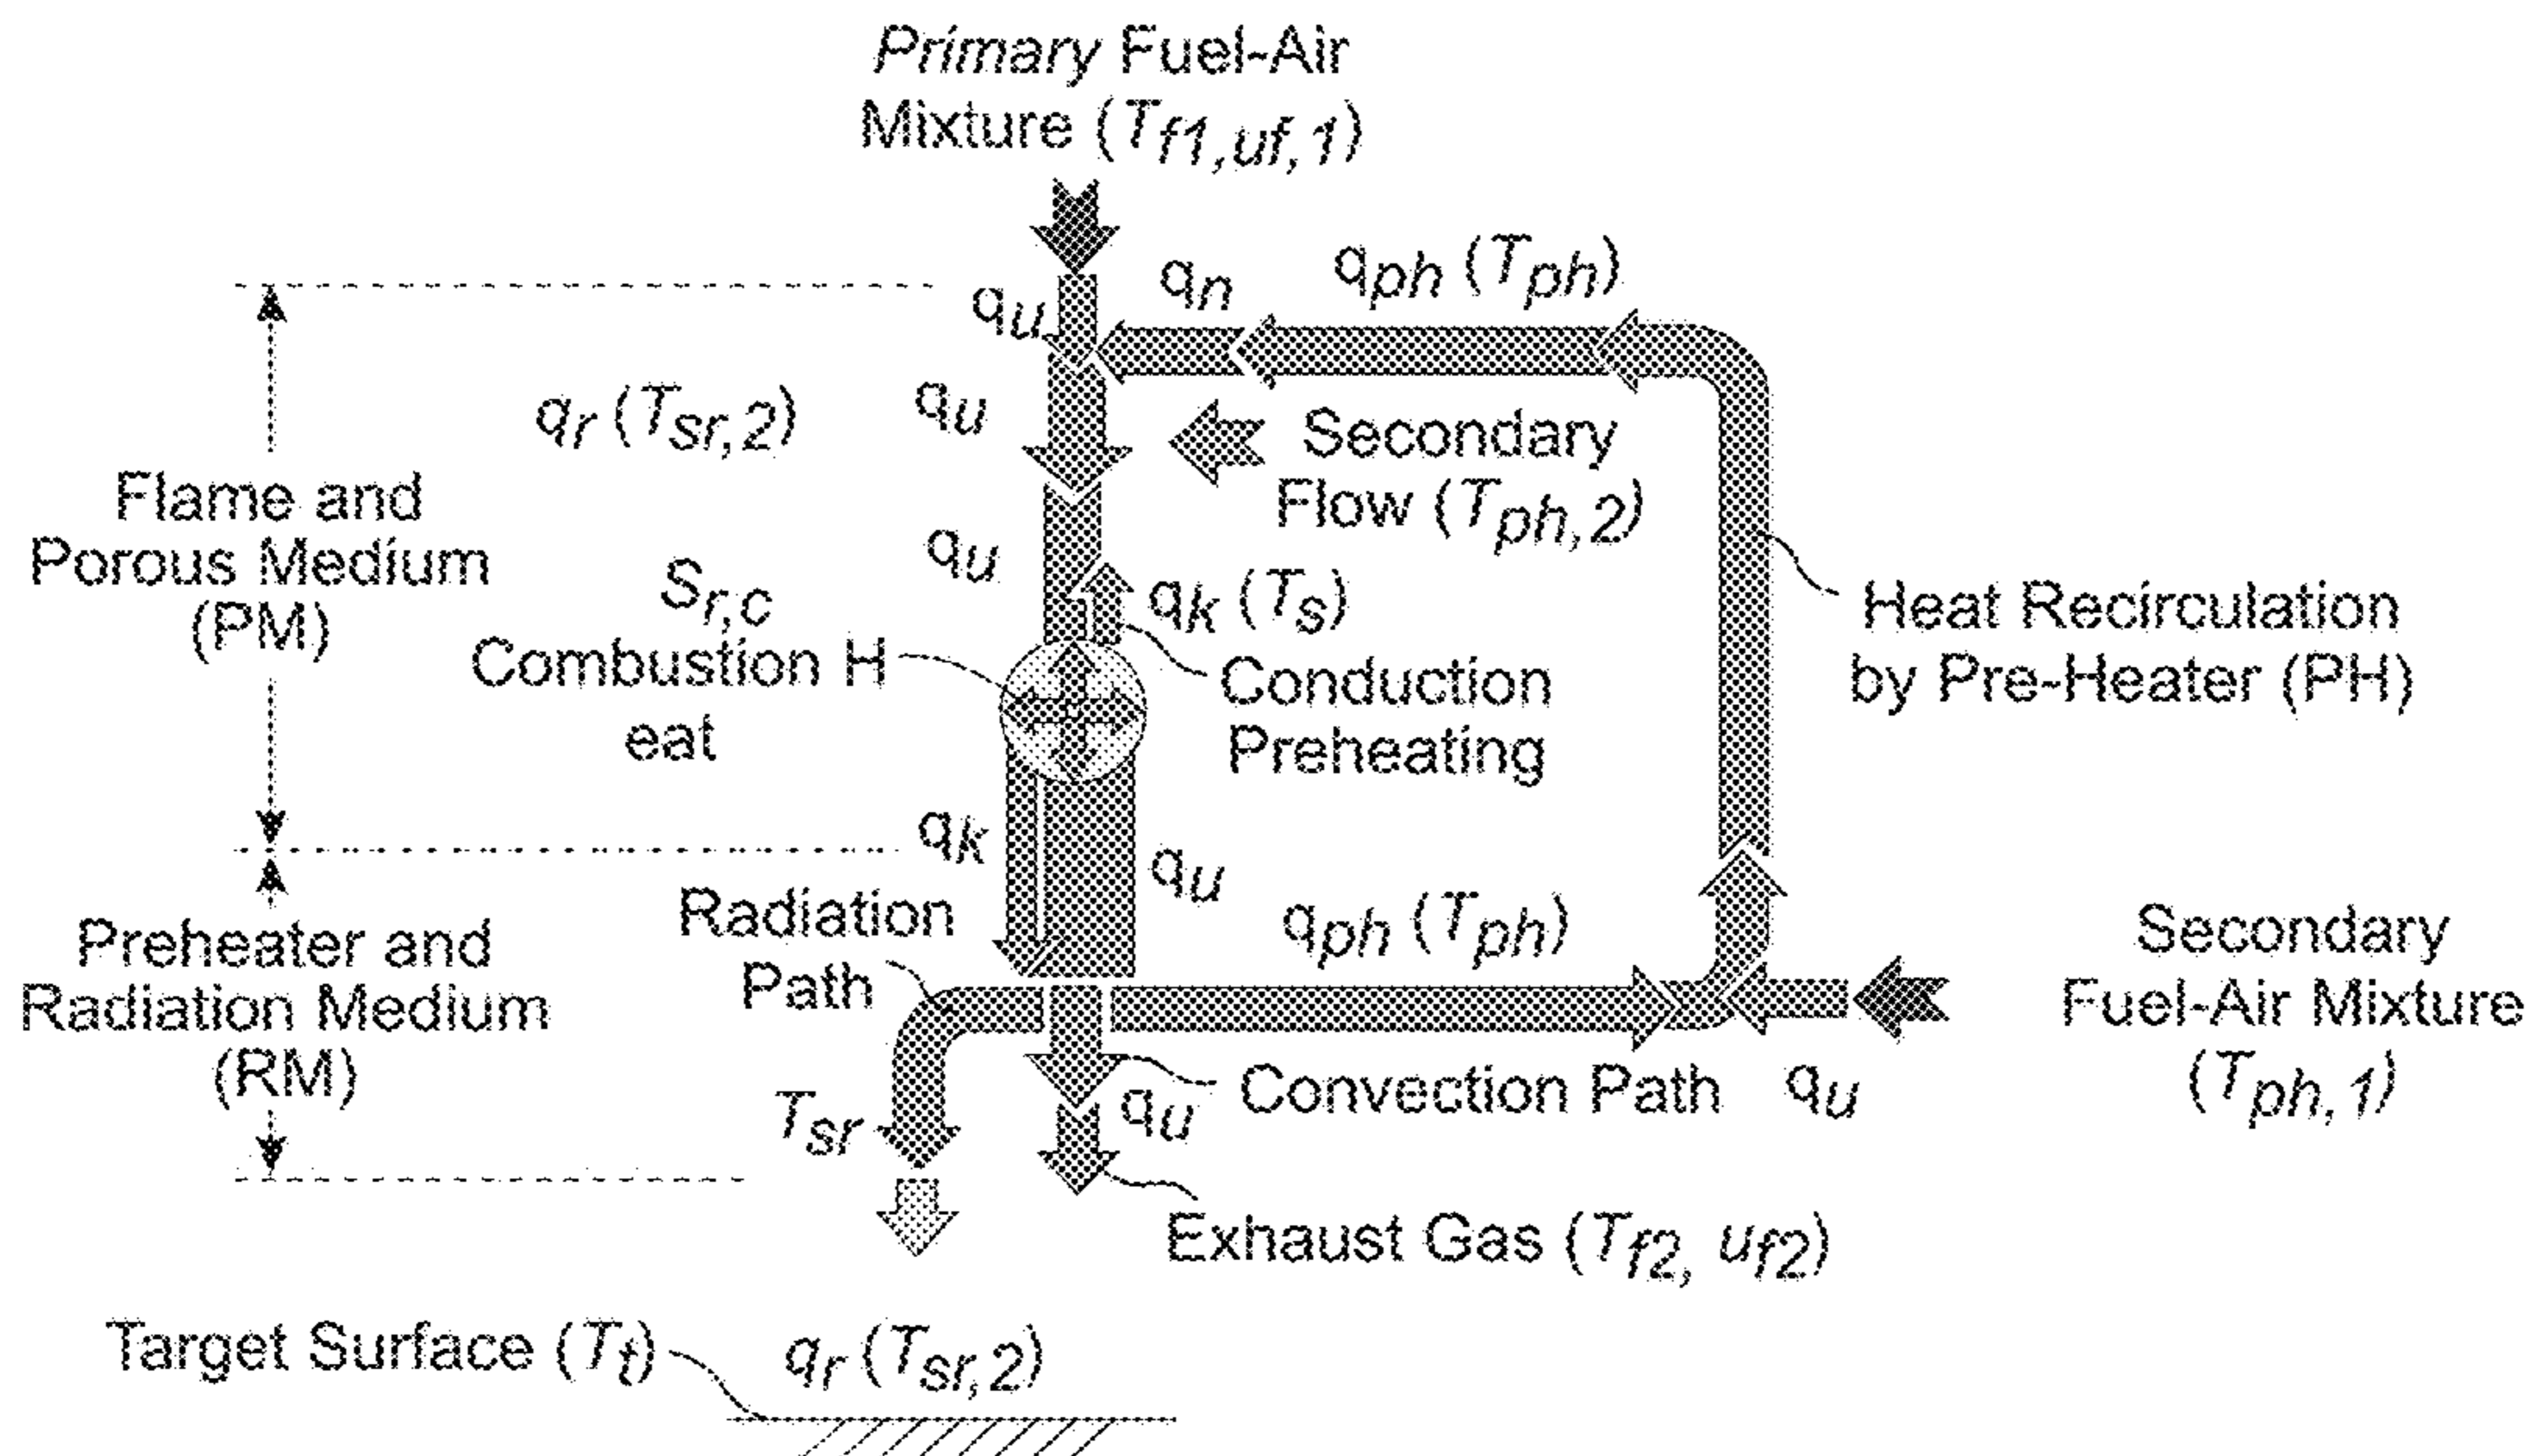 Primary Fuel-Air
Mixture (Tf1,uf,1)
qu
qn
qph (Tph)
qr (Tsr,2)
qu
Secondary
Flow (Tph,2)
Flame and
Porous Medium
(PM)
qu
Sr,c
Combustion H
eat
qk (Ts)
Conduction
Preheating
Heat Recirculation
by Pre-Heater (PH)
qk
qu
Radiation
Path
qph (Tph)
Preheater and
Radiation Medium
(RM)
Secondary
Fuel-Air Mixture
(Tph,1)
Tsr
qu
Convection Path
qu
Exhaust Gas (Tf2, uf2)
Target Surface (Tt)
qr (Tsr,2)